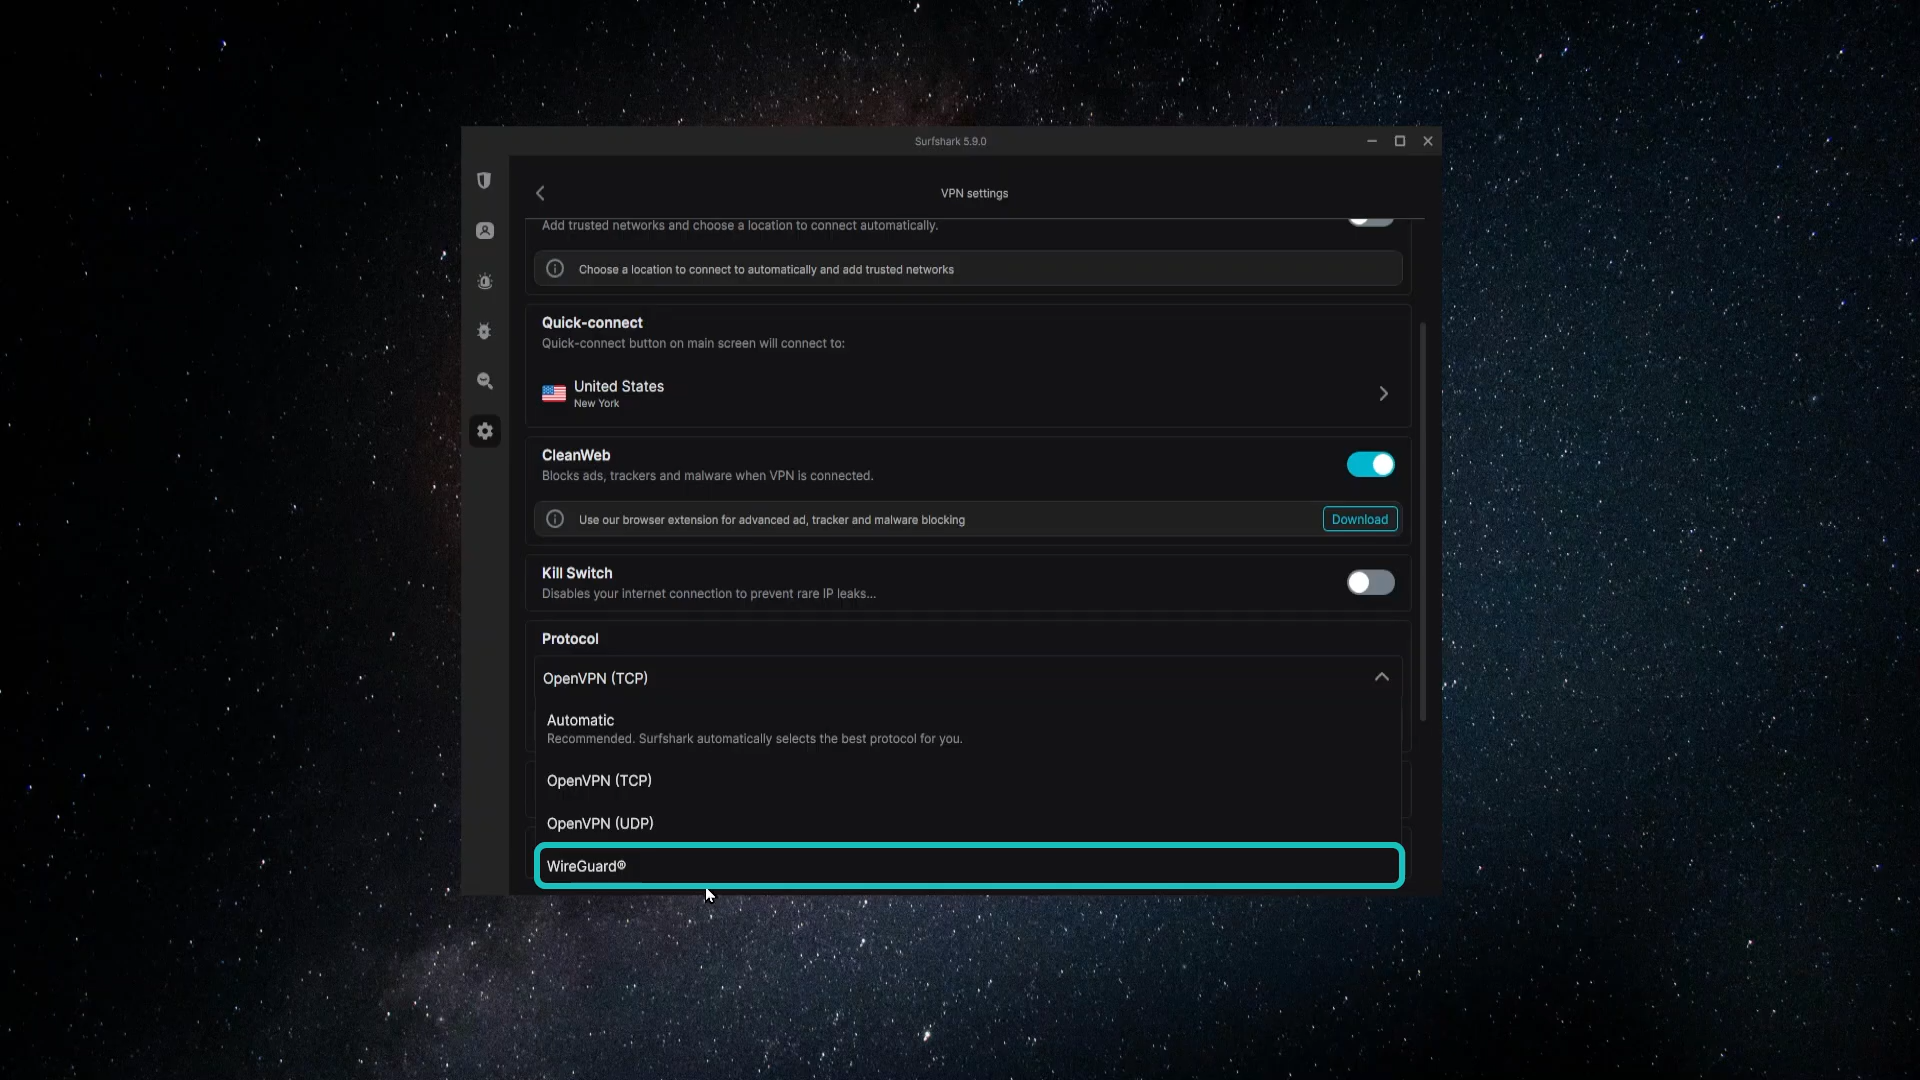 Surfshark 5.9.0
VPN settings
Add trusted networks and choose a location to connect automatically.
Choose a location to connect to automatically and add trusted networks
Quick-connect
Quick-connect button on main screen will connect to:
United States
New York
CleanWeb
Blocks ads, trackers and malware when VPN is connected.
Use our browser extension for advanced ad, tracker and malware blocking
Download
Kill Switch
Disables your internet connection to prevent rare IP leaks...
Protocol
OpenVPN (TCP)
Automatic
Recommended. Surfshark automatically selects the best protocol for you.
OpenVPN (TCP)
OpenVPN (UDP)
WireGuard®